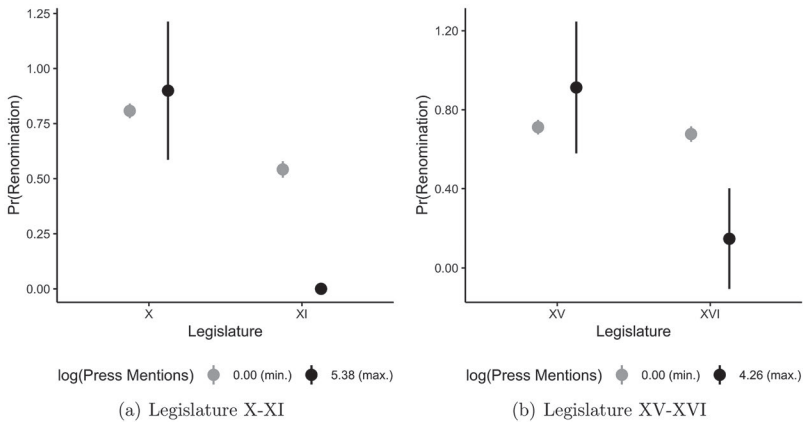 Pr(Renomination)
1.25
1.00
0.75
0.50
0.25
0.00
X XI
Legislature
log(Press Mentions) 0.00 (min.) 5.38 (max.)
(a) Legislature X-XI
Pr(Renomination)
1.20
0.80
0.40
0.00
XV XVI
Legislature
log(Press Mentions) 0.00 (min.) 4.26 (max.)
(b) Legislature XV-XVI